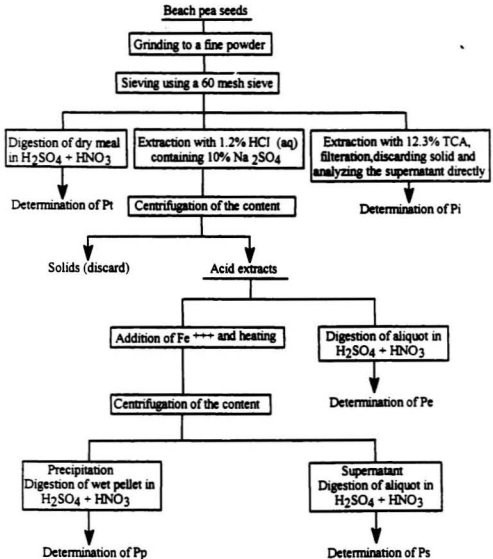 Beach pea seeds
Grinding to a fine powder
Sieving using a 60 mesh sieve
Digestion of dry meal
in H2SO4 + HNO3
Determination of Pt
Extraction with 1.2% HCl (aq)
containing 10% Na 2SO4
Extraction with 12.3% TCA,
filteration,discarding solid and
analyzing the supernatant directly
Determination of Pi
Centrifugation of the content
Solids (discard)
Acid extracts
Addition of Fe +++ and heating
Digestion of aliquot in
H2SO4 + HNO3
Determination of Pe
Centrifugation of the content
Precipitation
Digestion of wet pellet in
H2SO4 + HNO3
Determination of Pp
Supernatant
Digestion of aliquot in
H2SO4 + HNO3
Determination of Ps